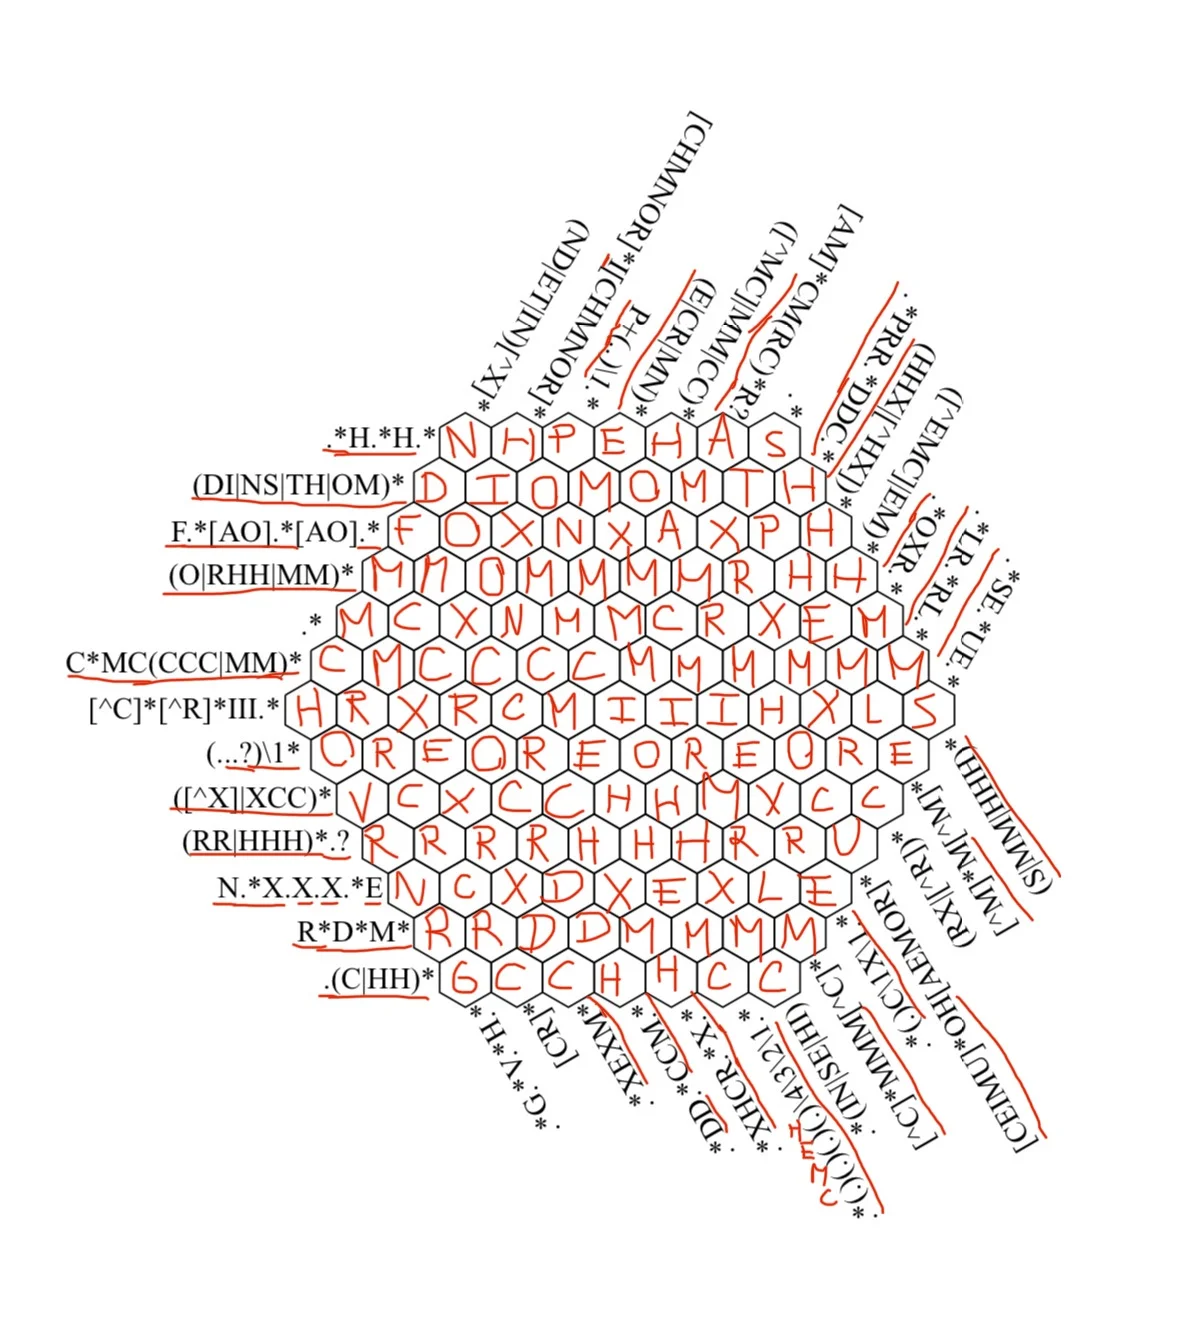 [CHMNOR]*I[CHMNOR]*
(ND|ET|IN)[^X]*
P+(..)\1.*
(E|CR|MN)*
([^MC]|MM|CC)*
[AM]*CM(RC)*R?
.*
.*PRR.*DDC.*
(HHX|[^HX])*
([^EMC]|EM)*
.*OXR.*
.*LR.*RL.*
.*SE.*UE.*
.*H.*H.* N H P E H A S
(DI|NS|TH|OM)* D I O M O M T H
F.*[AO].*[AO].* F O X N X A X P H
(O|RHH|MM)* M M O M M M M R H H
.* M C X N M M C R X E M
C*MC(CCC|MM)* C M C C C C M M M M M M
[^C]*[^R]*III.* H R X R C M I I I H X L S
(...?)\1* O R E O R E O R E O R E
([^X]|XCC)* V C X C C H H M X C C
(RR|HHH)*.? R R R R H H H R R U
N.*X.X.X.*E N C X D X E X L E
R*D*M* R R D D M M M M
.(C|HH)* G C C H H C C
.*G.*V.*H.*
[CR]*
.*XEXM*
.*DD.*CCM.*
.*XHCR.*X.*
.*(.)(.)(.)(.)\4\3\2\1.*
I
E
M
C
.*(IN|SE|HI)
[^C]*MMM[^C]*
.*(.)C\1X\1.*
[CEIMU]*OH[AEMOR]*
(RX|[^R])*
[^M]*M[^M]*
(S|MM|HHH)*